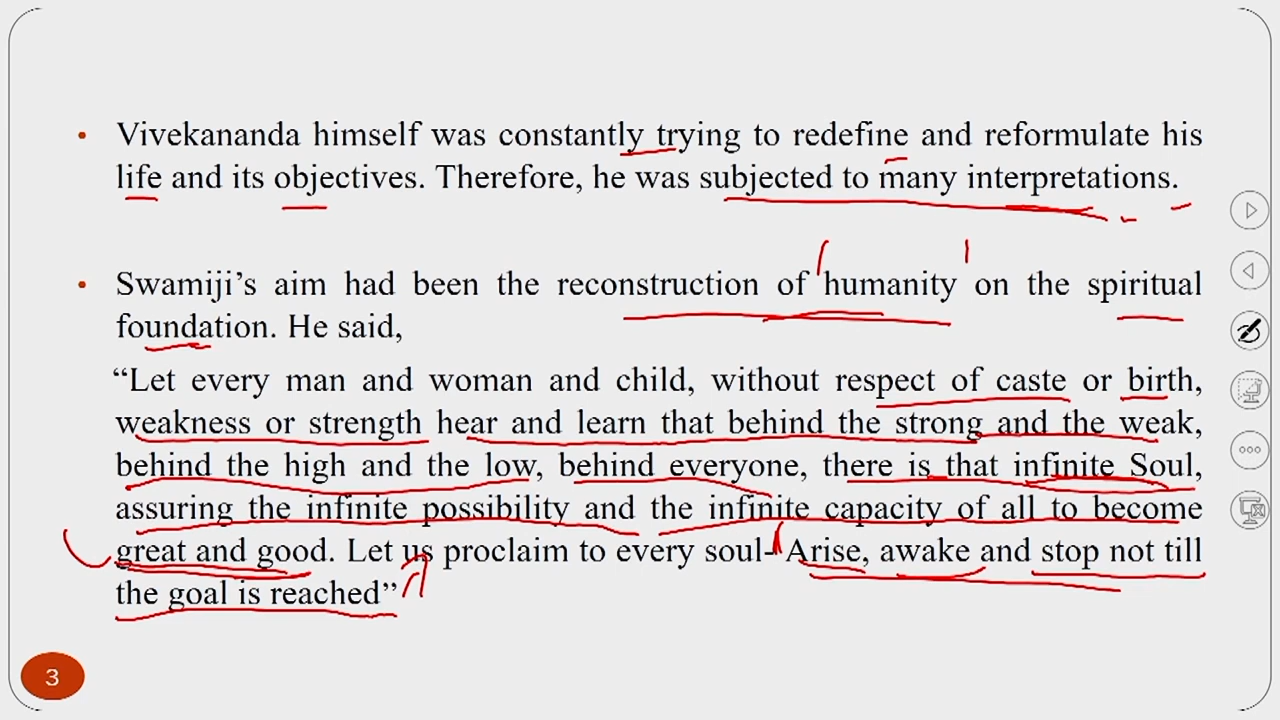 • Vivekananda himself was constantly trying to redefine and reformulate his
life and its objectives. Therefore, he was subjected to many interpretations.
• Swamiji’s aim had been the reconstruction of humanity on the spiritual
foundation. He said,
“Let every man and woman and child, without respect of caste or birth,
weakness or strength hear and learn that behind the strong and the weak,
behind the high and the low, behind everyone, there is that infinite Soul,
assuring the infinite possibility and the infinite capacity of all to become
great and good. Let us proclaim to every soul- Arise, awake and stop not till
the goal is reached”
3